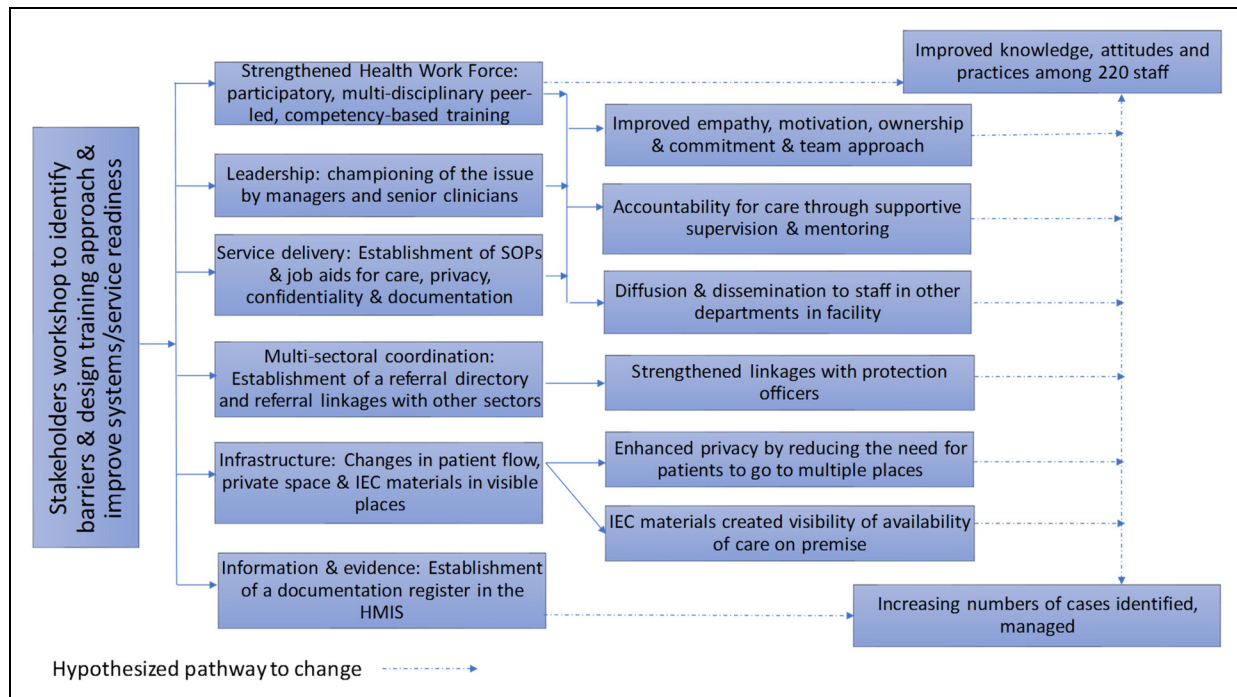 Stakeholders workshop to identify
barriers & design training approach &
improve systems/service readiness
Strengthened Health Work Force:
participatory, multi-disciplinary peer-
led, competency-based training
Leadership: championing of the issue
by managers and senior clinicians
Service delivery: Establishment of SOPs
& job aids for care, privacy,
confidentiality & documentation
Multi-sectoral coordination:
Establishment of a referral directory
and referral linkages with other sectors
Infrastructure: Changes in patient flow,
private space & IEC materials in visible
places
Information & evidence: Establishment
of a documentation register in the
HMIS
Improved empathy, motivation, ownership
& commitment & team approach
Accountability for care through supportive
supervision & mentoring
Diffusion & dissemination to staff in other
departments in facility
Strengthened linkages with protection
officers
Enhanced privacy by reducing the need for
patients to go to multiple places
IEC materials created visibility of availability
of care on premise
Improved knowledge, attitudes and
practices among 220 staff
Increasing numbers of cases identified,
managed
Hypothesized pathway to change